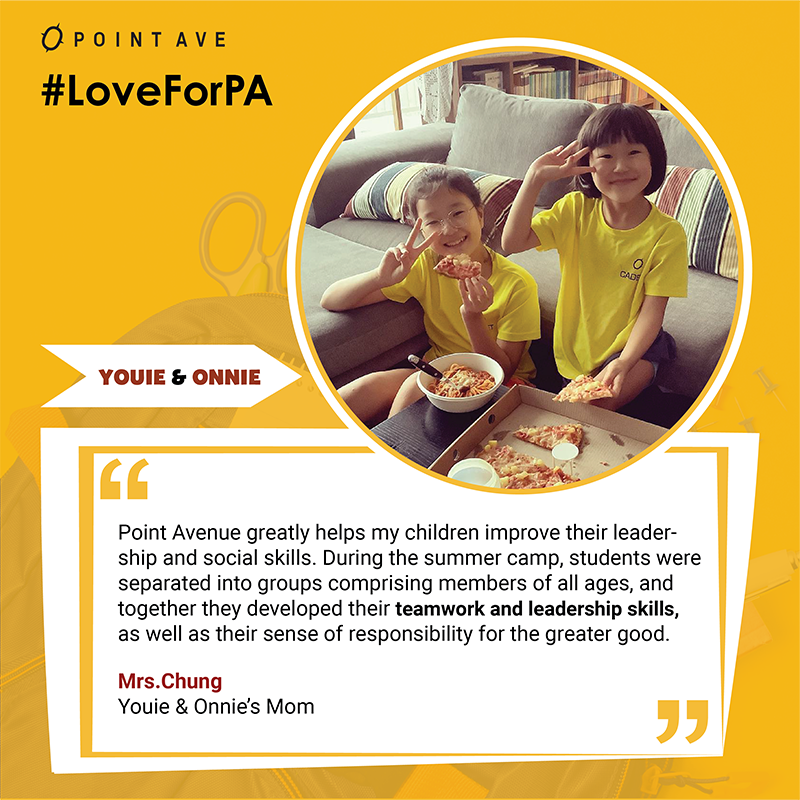 POINT AVE
#LoveForPA
CADE
YOUIE & ONNIE
“
Point Avenue greatly helps my children improve their leader-
ship and social skills. During the summer camp, students were
separated into groups comprising members of all ages, and
together they developed their teamwork and leadership skills,
as well as their sense of responsibility for the greater good.
Mrs.Chung
Youie & Onnie’s Mom
”